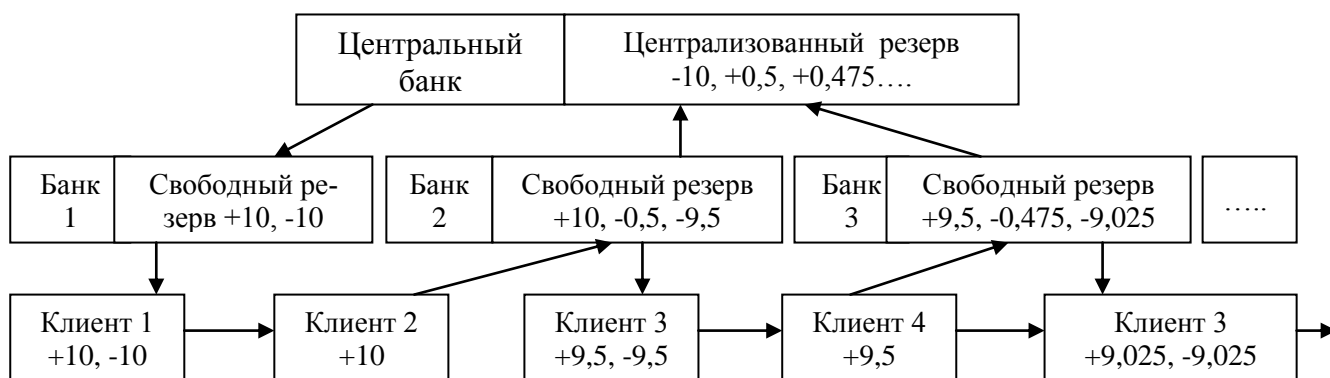 Центральный
банк
Централизованный резерв
-10, +0,5, +0,475….
Банк
1
Свободный ре-
зерв +10, -10
Банк
2
Свободный резерв
+10, -0,5, -9,5
Банк
3
Свободный резерв
+9,5, -0,475, -9,025
…..
Клиент 1
+10, -10
Клиент 2
+10
Клиент 3
+9,5, -9,5
Клиент 4
+9,5
Клиент 3
+9,025, -9,025